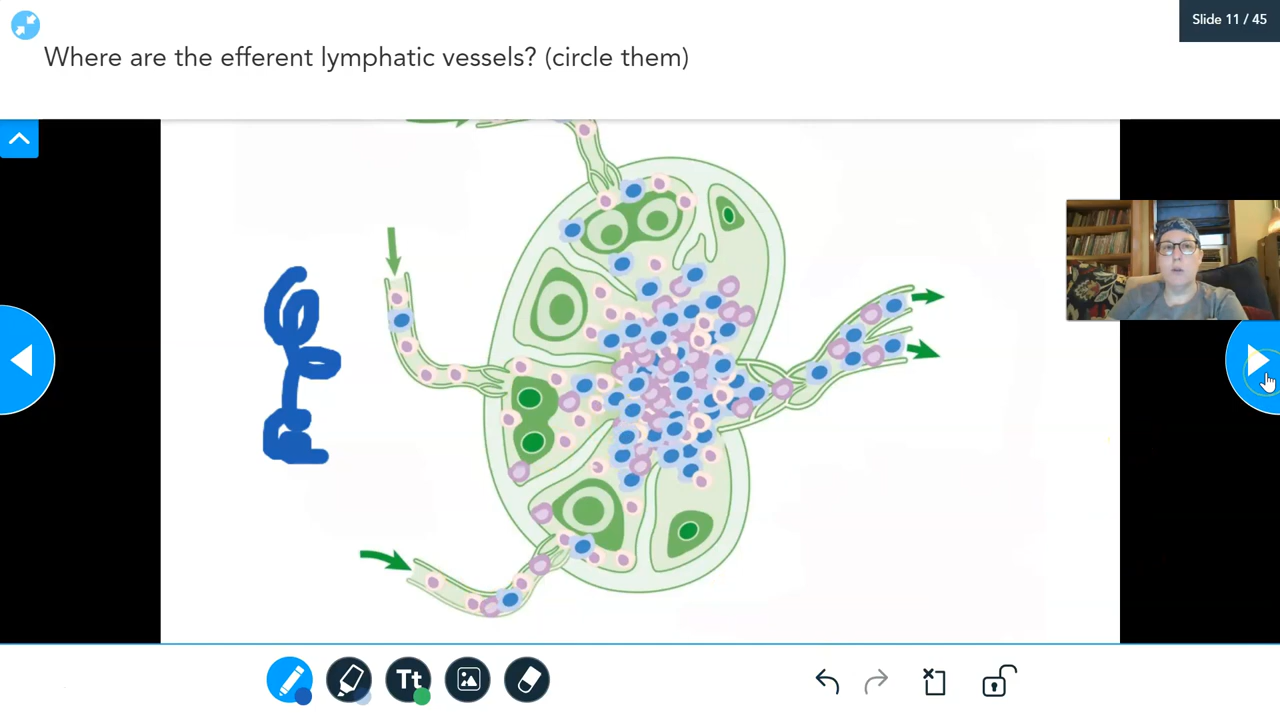 Slide 11 / 45
Where are the efferent lymphatic vessels? (circle them)
Tt